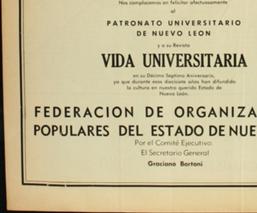 Nos complacemos en felicitar afectuosamente
al
PATRONATO UNIVERSITARIO
DE NUEVO LEON
y a su Revista
VIDA UNIVERSITARIA
en su Décimo Séptimo Aniversario,
ya que durante esos diecisiete años han difundido
la cultura en nuestro querido Estado de
Nuevo León.
FEDERACION DE ORGANIZA
POPULARES DEL ESTADO DE NUE
Por el Comité Ejecutivo:
El Secretario General
Graciano Bortoni